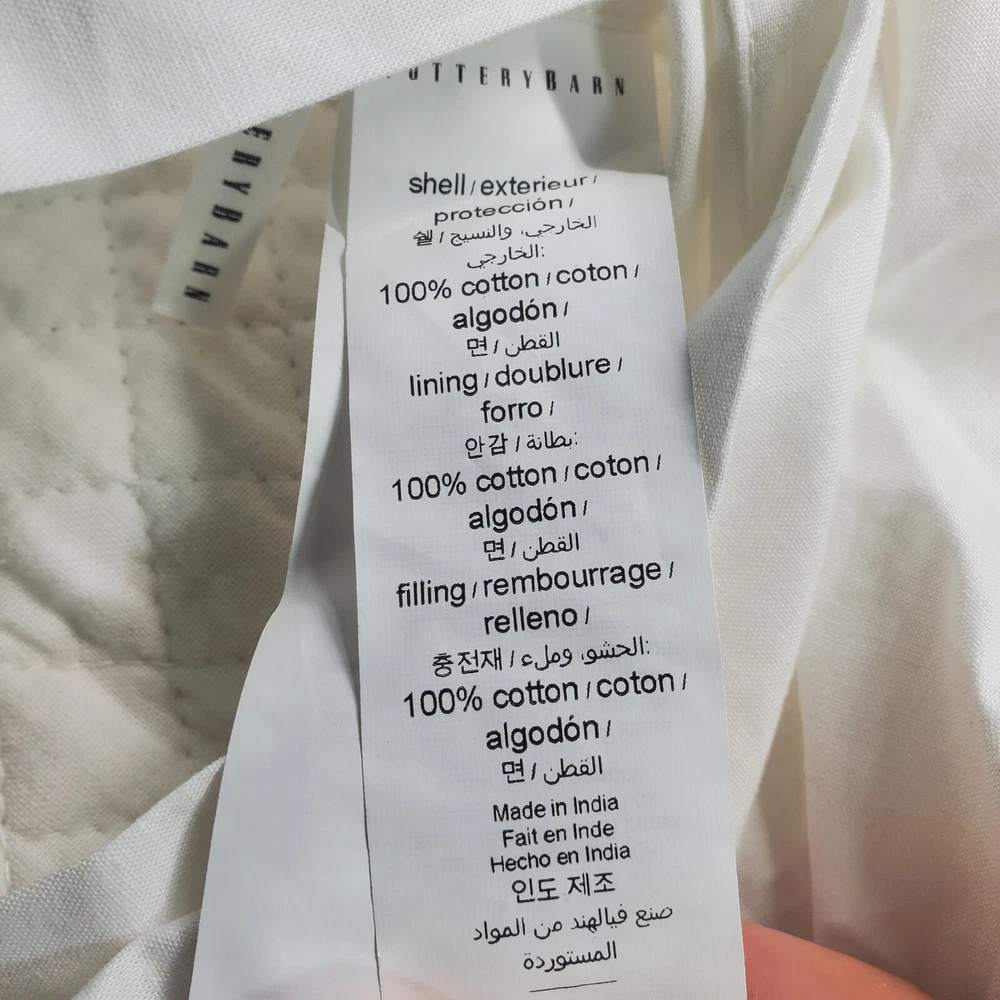 POTTERYBARN
ERYBARN
shell / exterieur /
protección /
쉘 / الخارجي، والنسيج
الخارجي:
100% cotton / coton /
algodón /
면 / القطن
lining / doublure /
forro /
안감 / بطانة:
100% cotton / coton /
algodón /
면 / القطن
filling / rembourrage /
relleno /
충전재 / الحشو، وملء:
100% cotton / coton /
algodón /
면 / القطن
Made in India
Fait en Inde
Hecho en India
인도 제조
صنع فيالهند من المواد
المستوردة